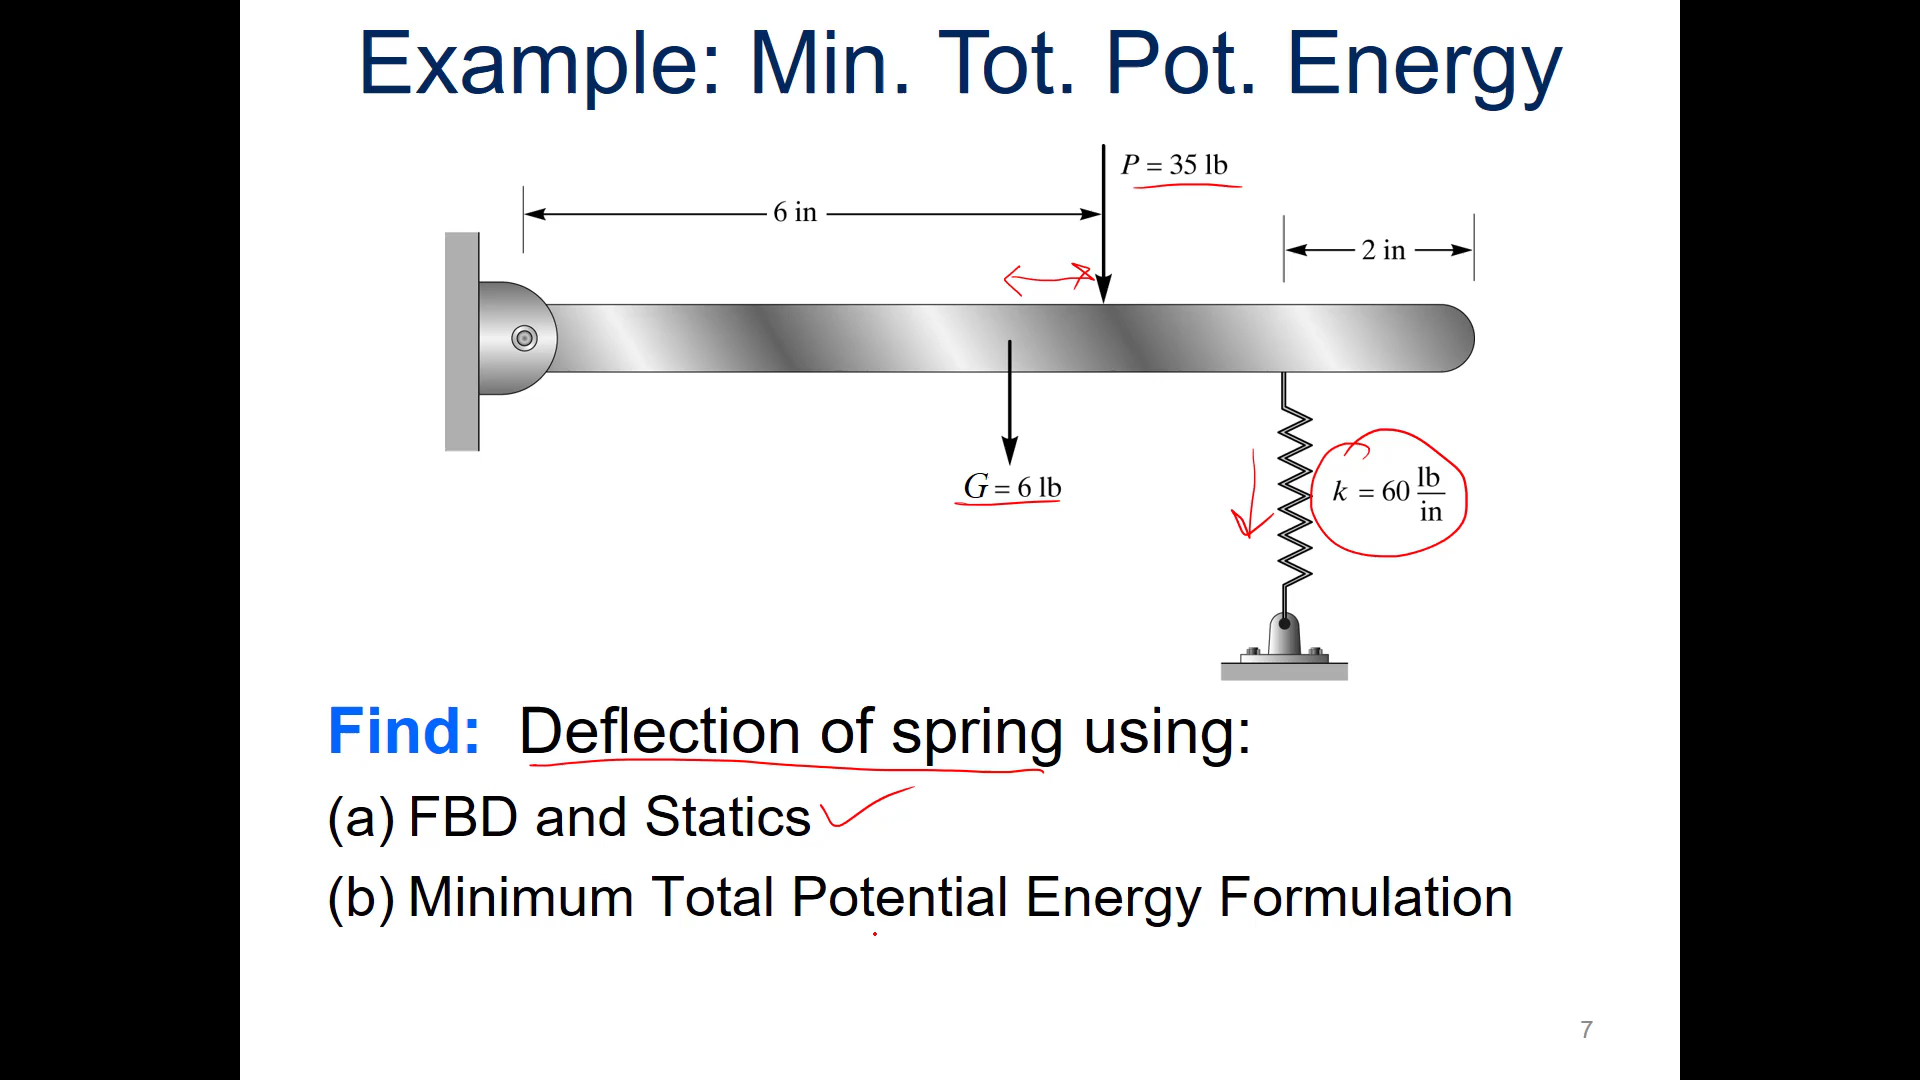 Example: Min. Tot. Pot. Energy
P = 35 lb
6 in
2 in
G = 6 lb
k = 60 lb/in
Find: Deflection of spring using:
(a) FBD and Statics
(b) Minimum Total Potential Energy Formulation
7